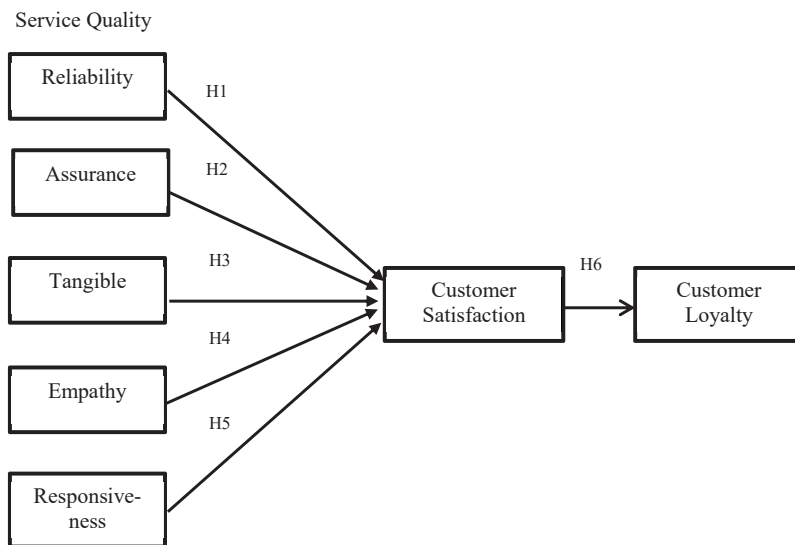 Service Quality
Reliability
H1
H2
Assurance
H3
Tangible
Customer
Satisfaction
H6
Customer
Loyalty
H4
Empathy
H5
Responsive-
ness